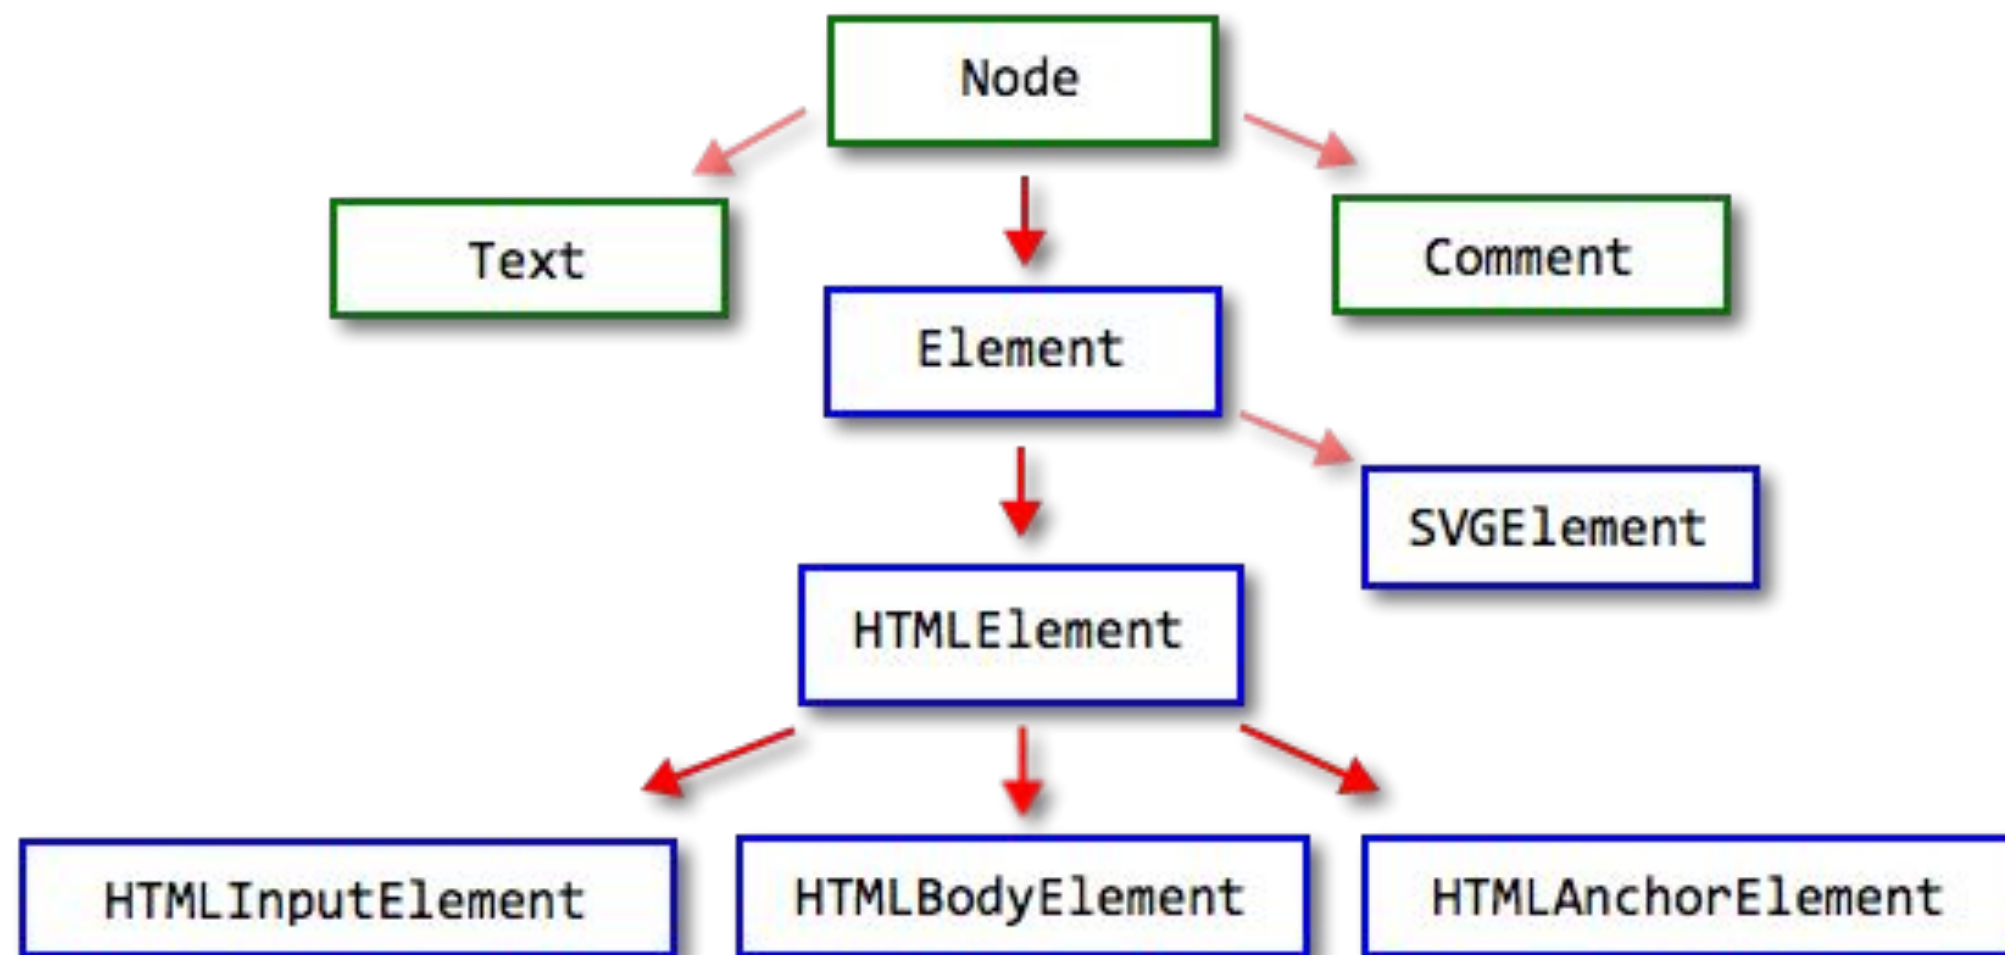 Node
Text
Comment
Element
SVGElement
HTMLElement
HTMLInputElement
HTMLBodyElement
HTMLAnchorElement